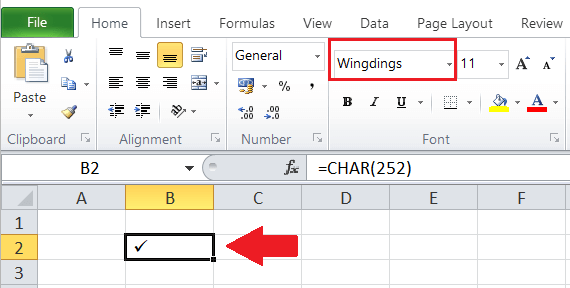 File Home Insert Formulas View Data Page Layout Review
Paste
General
% ,
Wingdings 11 A A
B I U A
Clipboard Alignment Number Font
B2 fx =CHAR(252)
A B C D E F
1
2 ✓
3